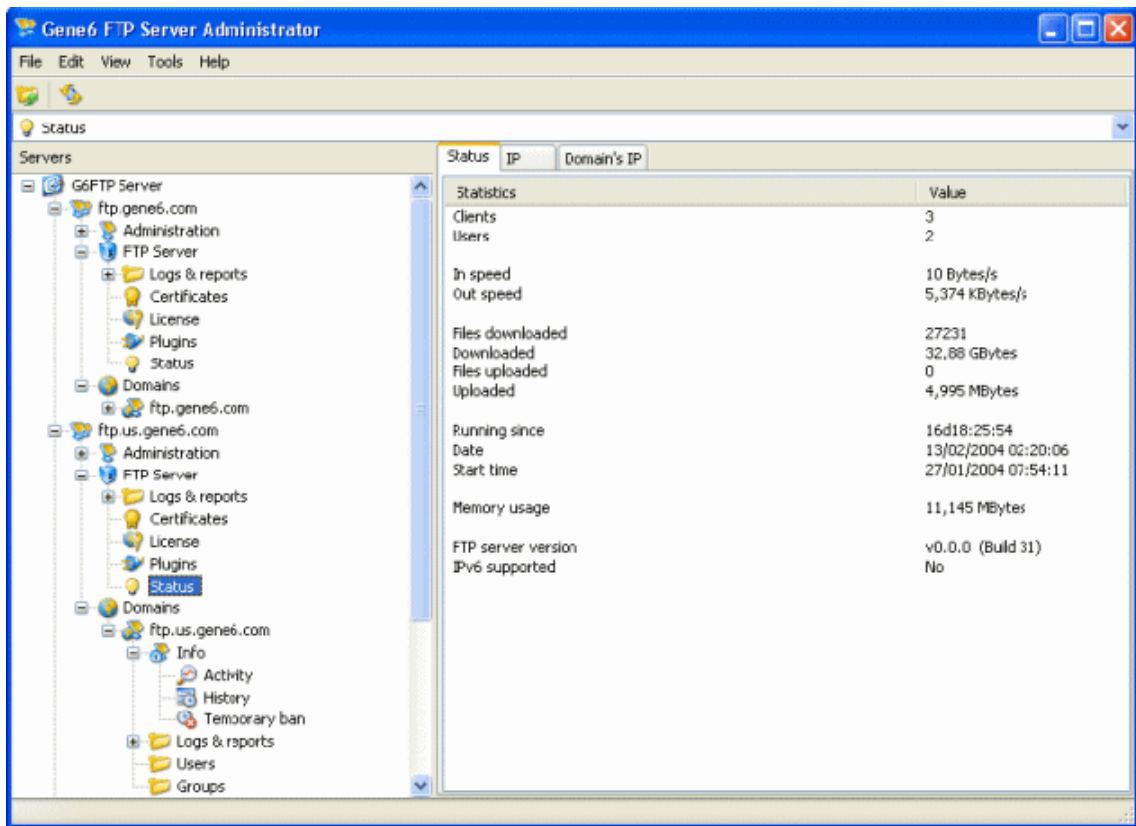 Gene6 FTP Server Administrator
File Edit View Tools Help
Status
Servers
G6FTP Server
ftp.gene6.com
Administration
FTP Server
Logs & reports
Certificates
License
Plugins
Status
Domains
ftp.gene6.com
ftp.us.gene6.com
Administration
FTP Server
Logs & reports
Certificates
License
Plugins
Status
Domains
ftp.us.gene6.com
Info
Activity
History
Temporary ban
Logs & reports
Users
Groups
Status IP Domain's IP
Statistics Value
Clients 3
Users 2
In speed 10 Bytes/s
Out speed 5,374 KBytes/s
Files downloaded 27231
Downloaded 32,88 GBytes
Files uploaded 0
Uploaded 4,995 MBytes
Running since 16d18:25:54
Date 13/02/2004 02:20:06
Start time 27/01/2004 07:54:11
Memory usage 11,145 MBytes
FTP server version v0.0.0 (Build 31)
IPv6 supported No